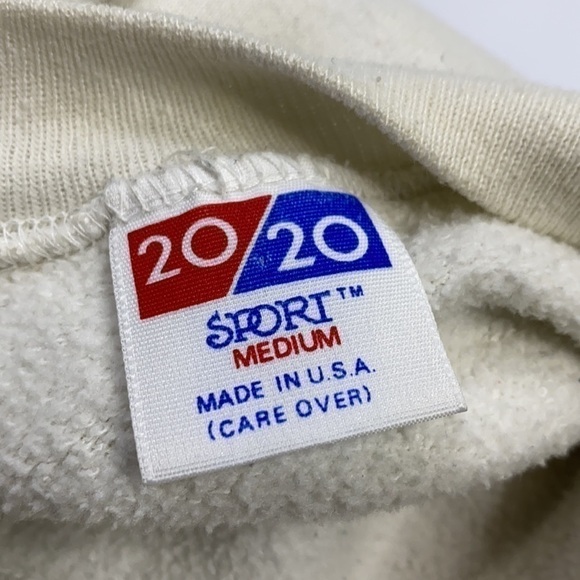 20/20
SPORT™
MEDIUM
MADE IN U.S.A.
(CARE OVER)